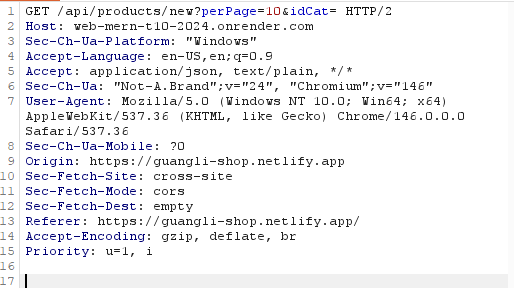 1 GET /api/products/new?perPage=10&idCat= HTTP/2
2 Host: web-mern-t10-2024.onrender.com
3 Sec-Ch-Ua-Platform: "Windows"
4 Accept-Language: en-US,en;q=0.9
5 Accept: application/json, text/plain, */*
6 Sec-Ch-Ua: "Not-A.Brand";v="24", "Chromium";v="146"
7 User-Agent: Mozilla/5.0 (Windows NT 10.0; Win64; x64)
AppleWebKit/537.36 (KHTML, like Gecko) Chrome/146.0.0.0
Safari/537.36
8 Sec-Ch-Ua-Mobile: ?0
9 Origin: https://guangli-shop.netlify.app
10 Sec-Fetch-Site: cross-site
11 Sec-Fetch-Mode: cors
12 Sec-Fetch-Dest: empty
13 Referer: https://guangli-shop.netlify.app/
14 Accept-Encoding: gzip, deflate, br
15 Priority: u=1, i
16
17